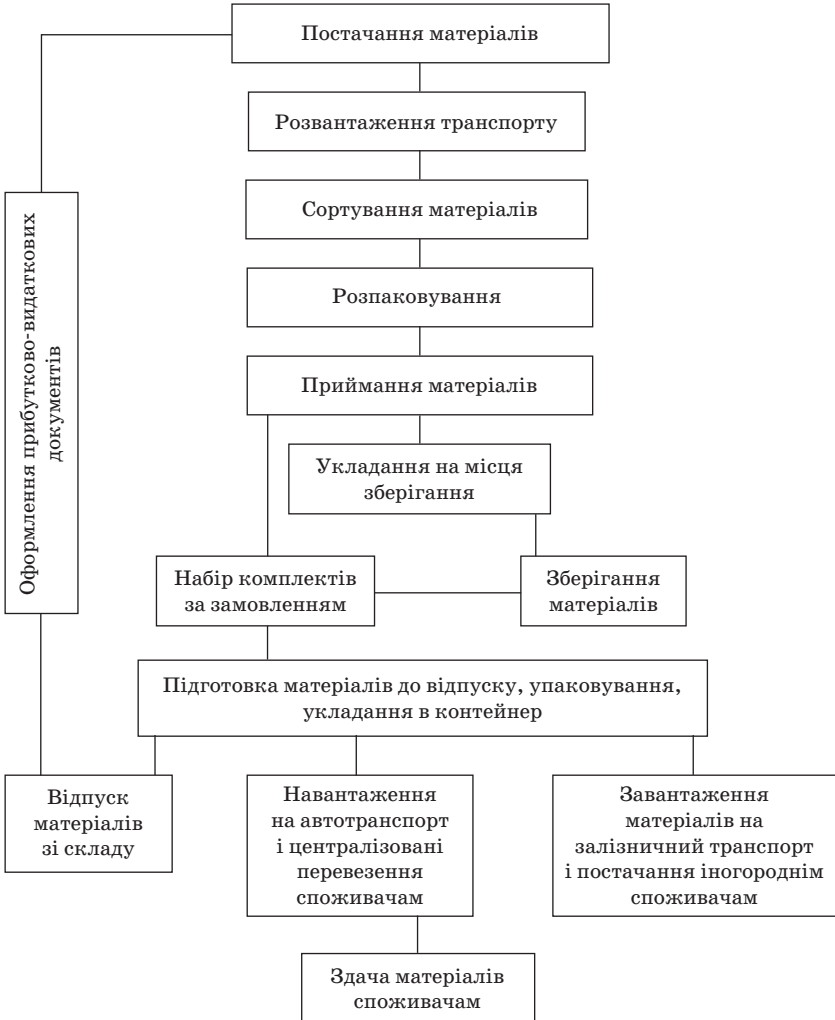 Постачання матеріалів
Розвантаження транспорту
Сортування матеріалів
Розпаковування
Приймання матеріалів
Оформлення прибутково-видаткових
документів
Укладання на місця
зберігання
Набір комплектів
за замовленням
Зберігання
матеріалів
Підготовка матеріалів до відпуску, упаковування,
укладання в контейнер
Відпуск
матеріалів
зі складу
Навантаження
на автотранспорт
і централізовані
перевезення
споживачам
Завантаження
матеріалів на
залізничний транспорт
і постачання іногороднім
споживачам
Здача матеріалів
споживачам